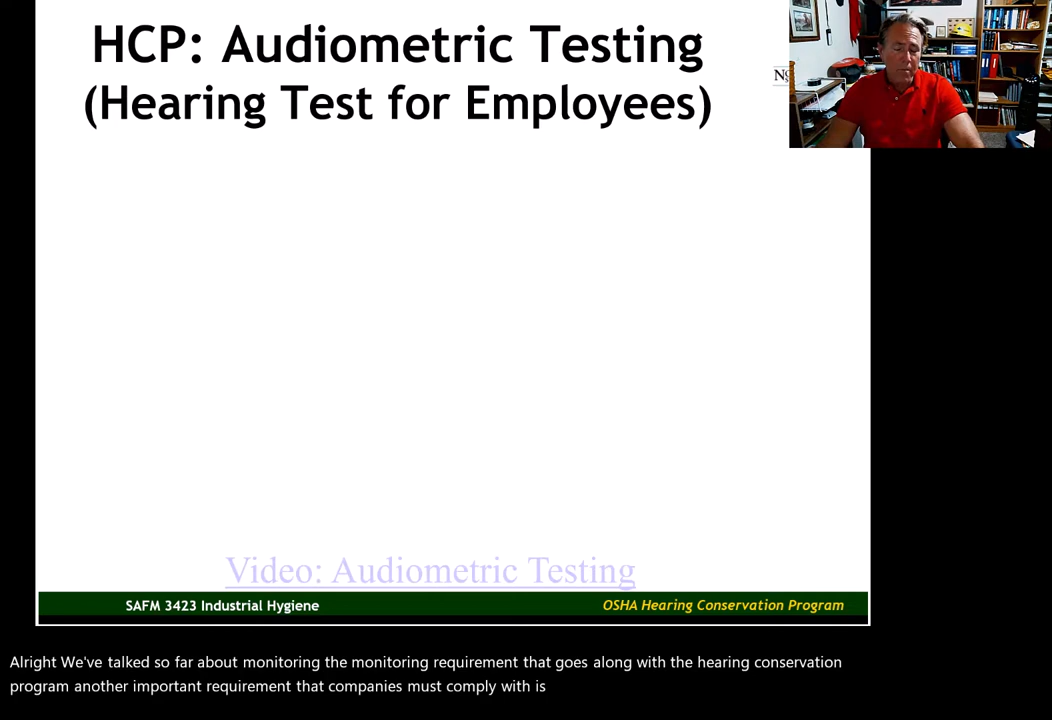 HCP: Audiometric Testing
(Hearing Test for Employees)
Video: Audiometric Testing
SAFM 3423 Industrial Hygiene
OSHA Hearing Conservation Program
Alright We've talked so far about monitoring the monitoring requirement that goes along with the hearing conservation
program another important requirement that companies must comply with is